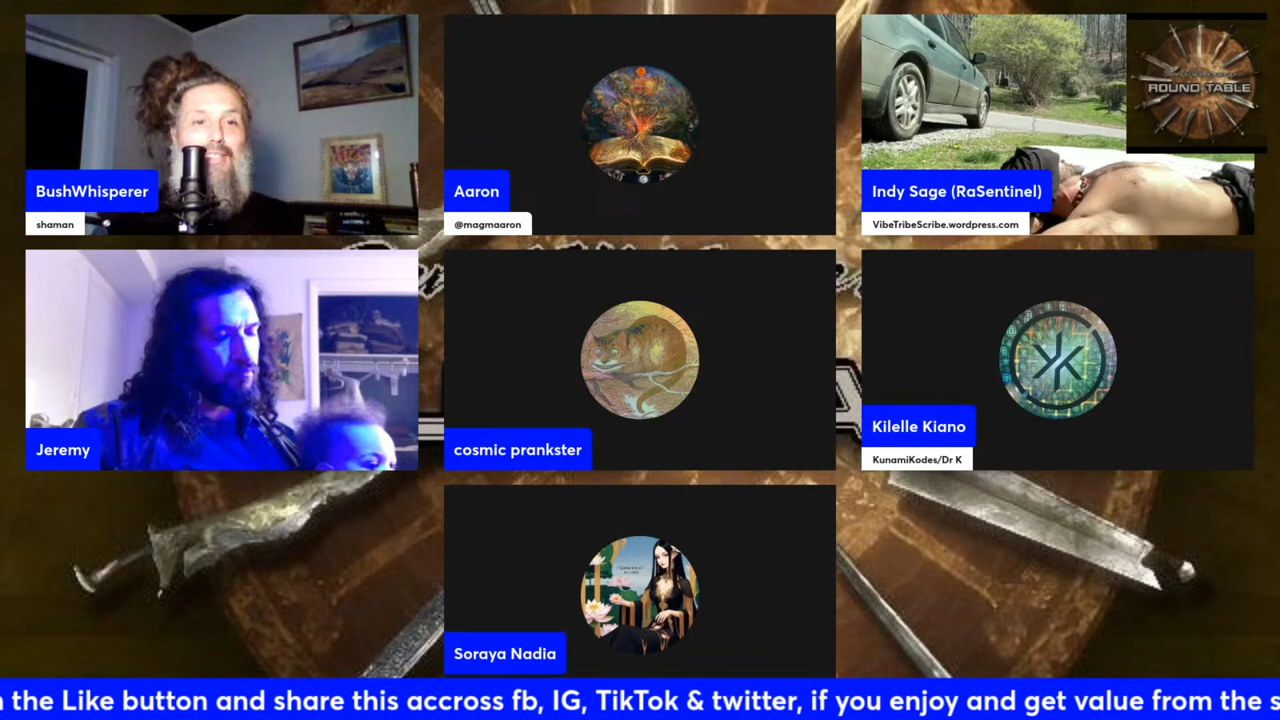 ROUND TABLE
BushWhisperer
shaman
Aaron
@magmaaron
Indy Sage (RaSentinel)
VibeTribeScribe.wordpress.com
Jeremy
cosmic prankster
Kilelle Kiano
KunamiKodes/Dr K
Soraya Nadia
the Like button and share this accross fb, IG, TikTok & twitter, if you enjoy and get value from the s